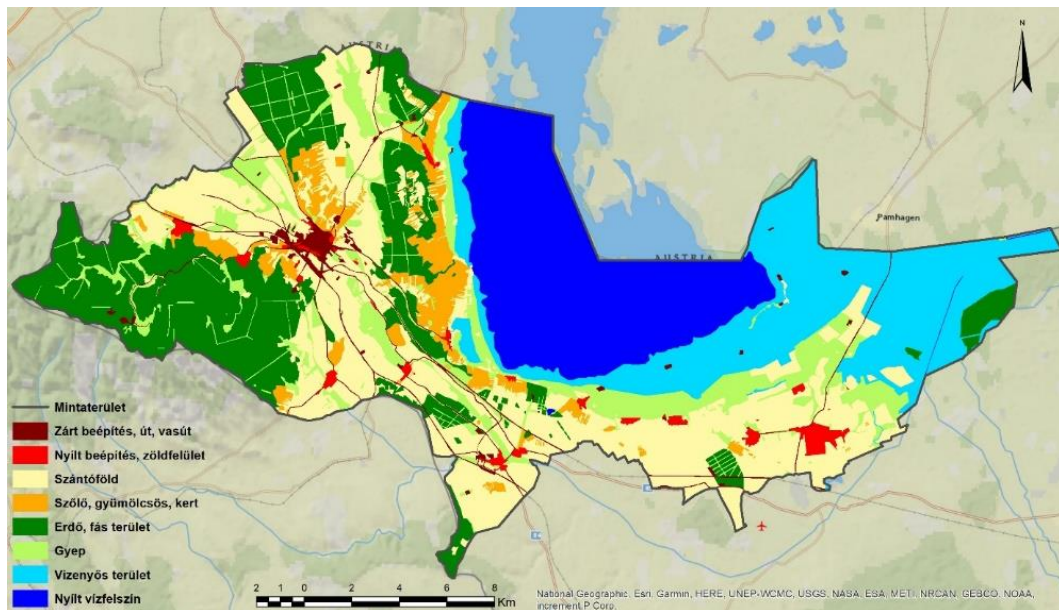 AUSTRIA
N
Pamhagen
AUSTRIA
Mintaterület
Zárt beépítés, út, vasút
Nyílt beépítés, zöldfelület
Szántóföld
Szőlő, gyümölcsös, kert
Erdő, fás terület
Gyep
Vizenyős terület
Nyílt vízfelszín
2 1 0 2 4 6 8
Km
National Geographic, Esri, Garmin, HERE, UNEP-WCMC, USGS, NASA, ESA, METI, NRCAN, GEBCO, NOAA,
increment P Corp.